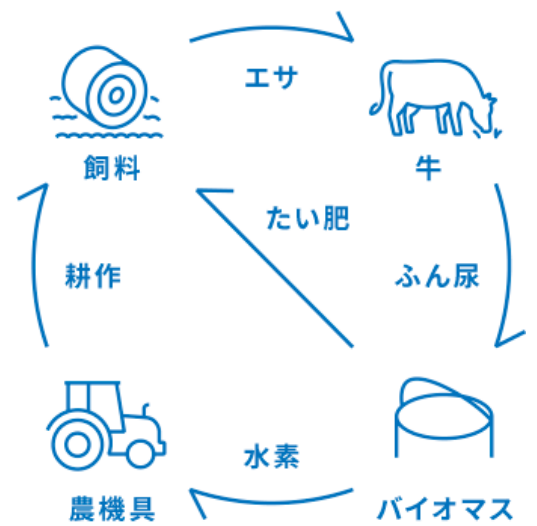 エサ
飼料
牛
たい肥
耕作
ふん尿
水素
農機具
バイオマス